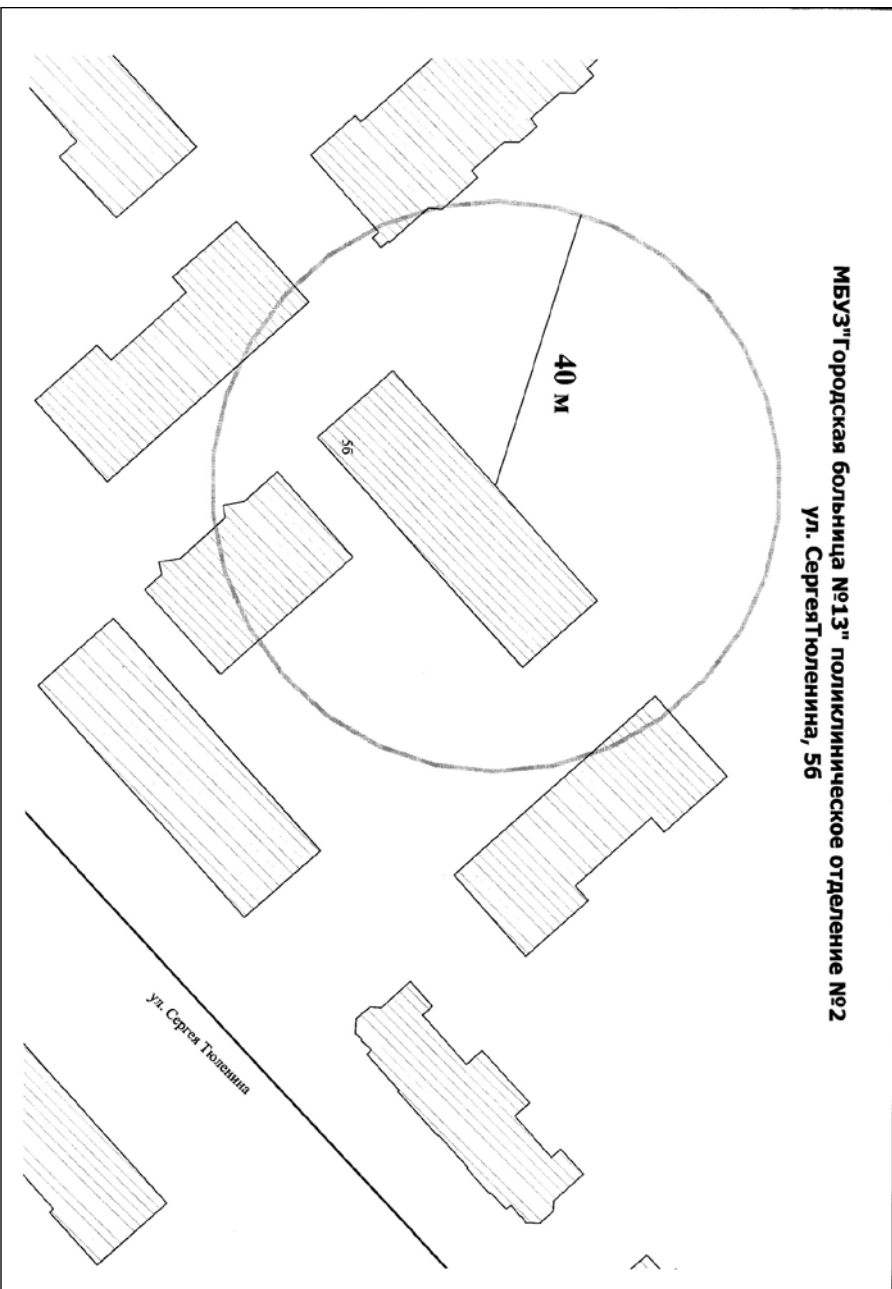 МБУЗ"Городская больница №13" поликлиническое отделение №2
ул. СергеяТюленина, 56
40 м
56
ул. Сергея Тюленина